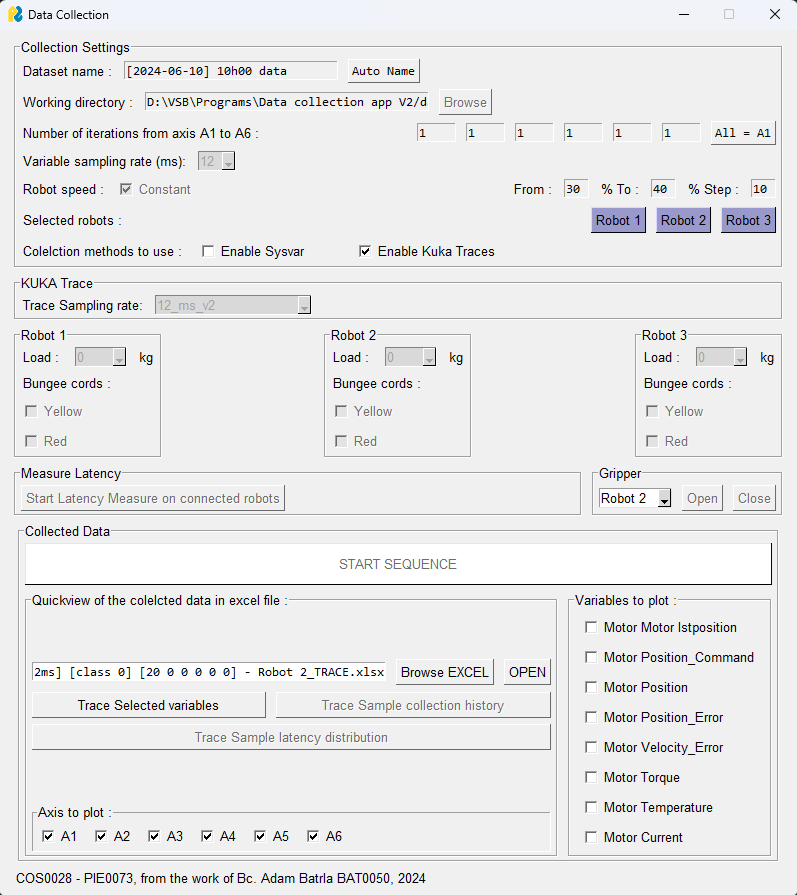 Data Collection
Collection Settings
Dataset name : [2024-06-10] 10h00 data Auto Name
Working directory : D:\VSB\Programs\Data collection app V2/d Browse
Number of iterations from axis A1 to A6 : 1 1 1 1 1 1 All = A1
Variable sampling rate (ms): 12
Robot speed : Constant From : 30 % To : 40 % Step : 10
Selected robots : Robot 1 Robot 2 Robot 3
Colelction methods to use : Enable Sysvar Enable Kuka Traces
KUKA Trace
Trace Sampling rate: 12_ms_v2
Robot 1 Robot 2 Robot 3
Load : 0 kg Load : 0 kg Load : 0 kg
Bungee cords : Bungee cords : Bungee cords :
Yellow Yellow Yellow
Red Red Red
Measure Latency Gripper
Start Latency Measure on connected robots Robot 2 Open Close
Collected Data
START SEQUENCE
Quickview of the colelcted data in excel file : Variables to plot :
Motor Motor Istposition
Motor Position_Command
2ms] [class 0] [20 0 0 0 0 0] - Robot 2_TRACE.xlsx Browse EXCEL OPEN
Motor Position
Trace Selected variables Trace Sample collection history
Motor Position_Error
Trace Sample latency distribution
Motor Velocity_Error
Motor Torque
Motor Temperature
Axis to plot :
A1 A2 A3 A4 A5 A6 Motor Current
COS0028 - PIE0073, from the work of Bc. Adam Batrla BAT0050, 2024